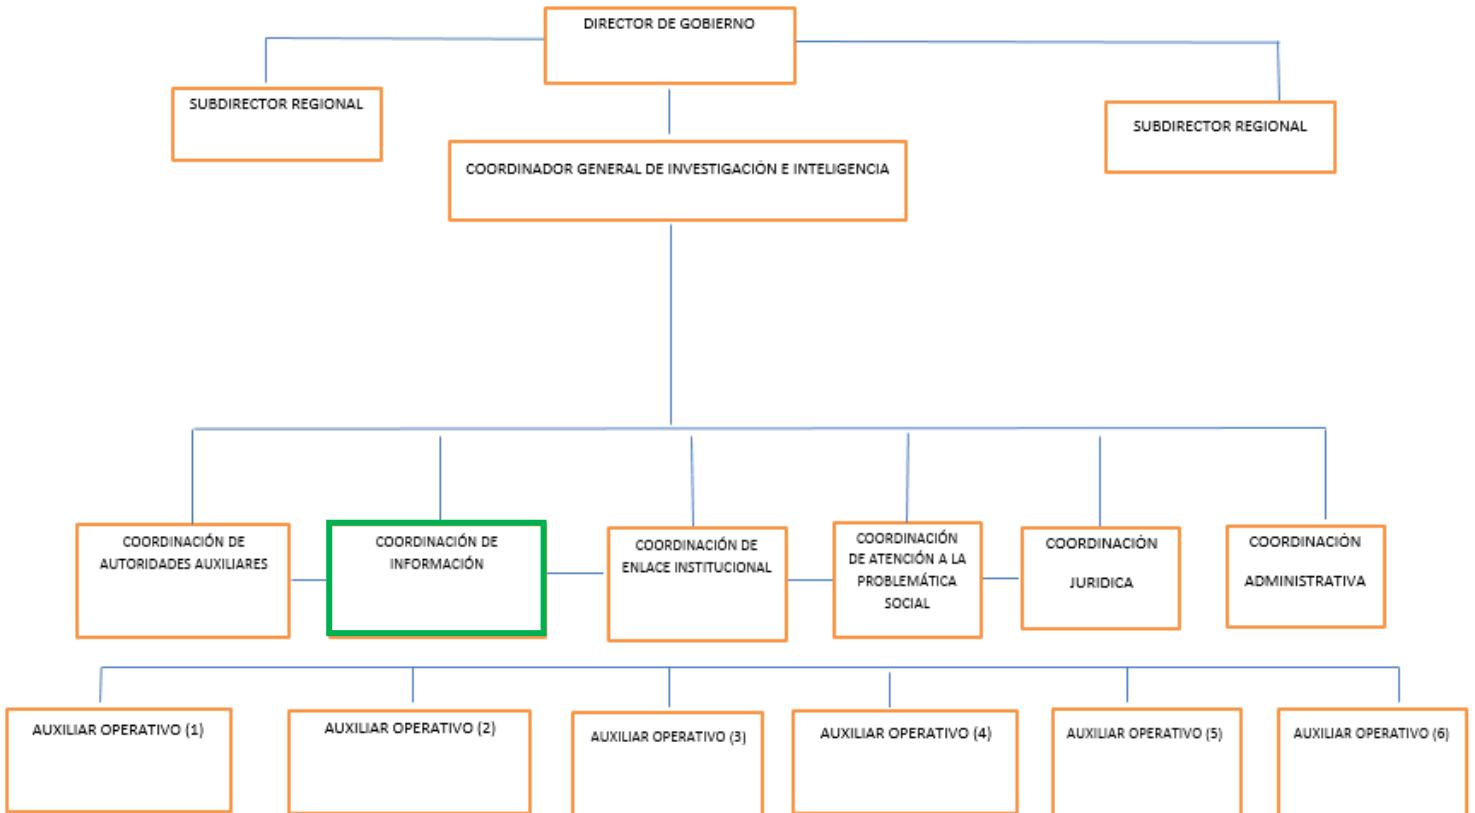 DIRECTOR DE GOBIERNO
SUBDIRECTOR REGIONAL
SUBDIRECTOR REGIONAL
COORDINADOR GENERAL DE INVESTIGACIÓN E INTELIGENCIA
COORDINACIÓN DE
AUTORIDADES AUXILIARES
COORDINACIÓN DE
INFORMACIÓN
COORDINACIÓN DE
ENLACE INSTITUCIONAL
COORDINACIÓN
DE ATENCIÓN A LA
PROBLEMÁTICA
SOCIAL
COORDINACIÓN
JURIDICA
COORDINACIÓN
ADMINISTRATIVA
AUXILIAR OPERATIVO (1)
AUXILIAR OPERATIVO (2)
AUXILIAR OPERATIVO (3)
AUXILIAR OPERATIVO (4)
AUXILIAR OPERATIVO (5)
AUXILIAR OPERATIVO (6)